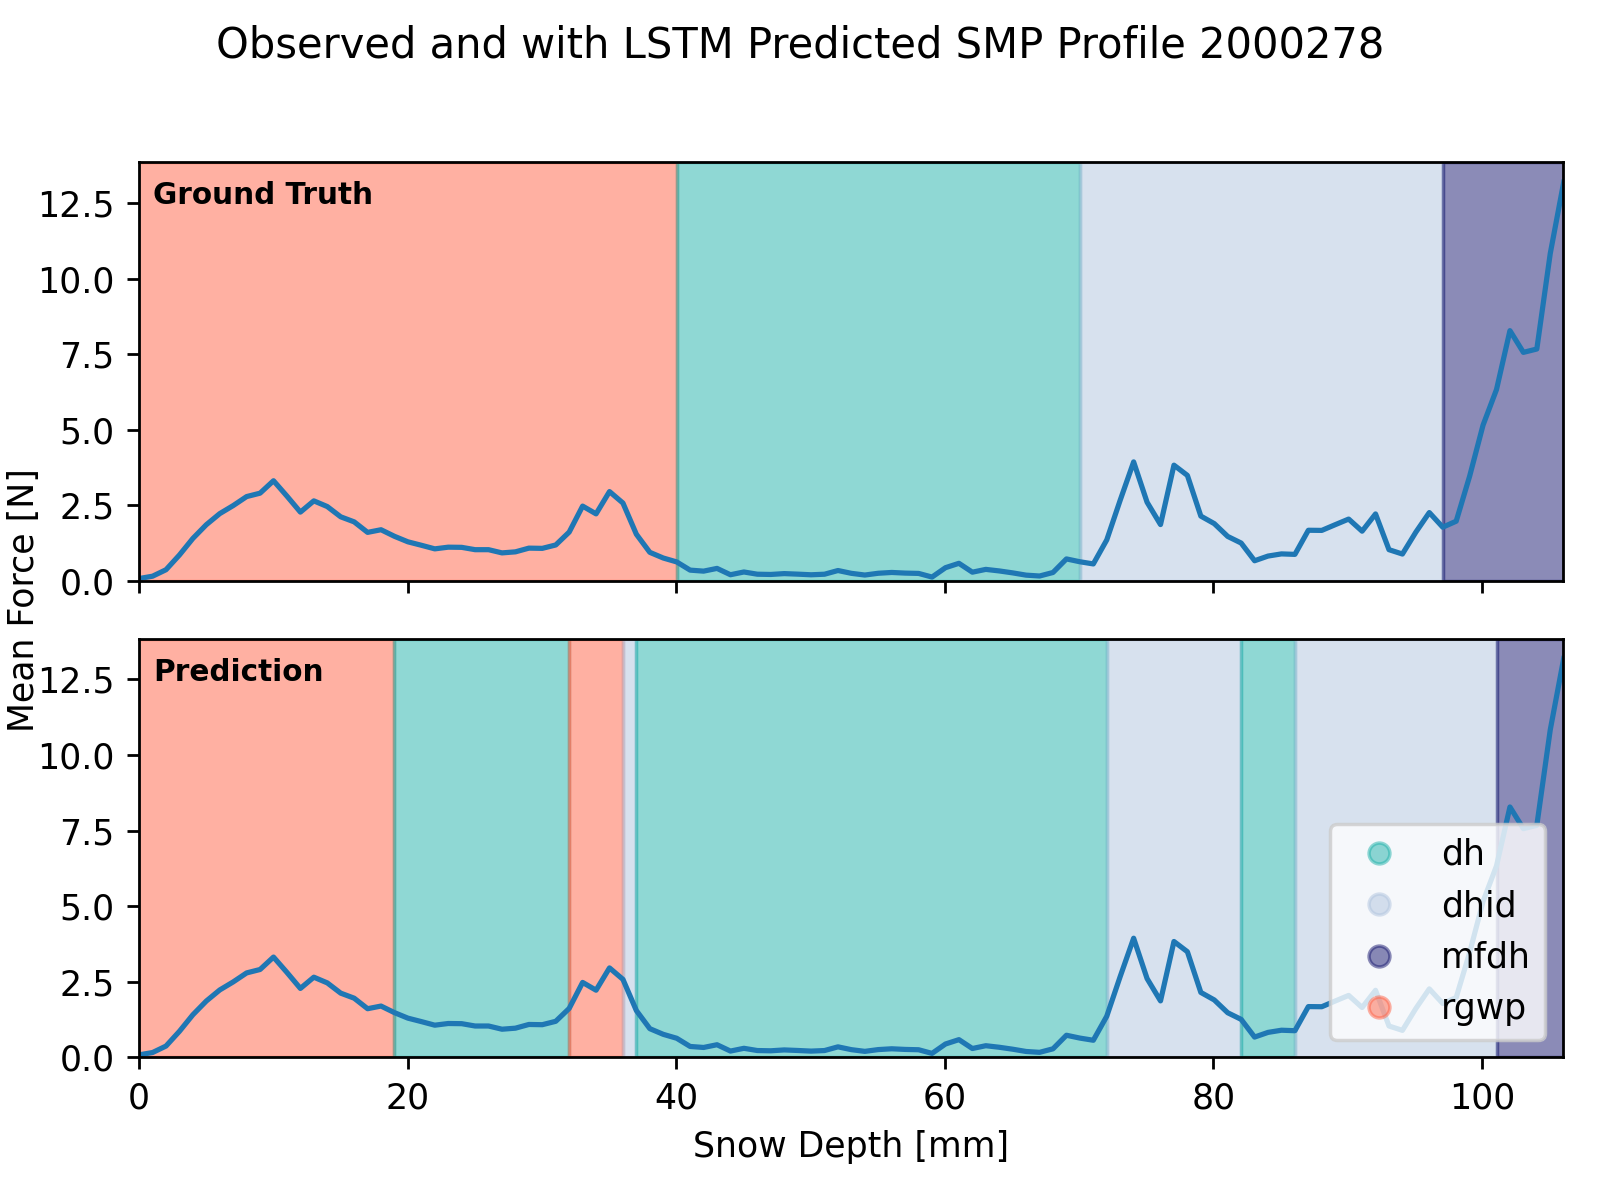 Observed and with LSTM Predicted SMP Profile 2000278
Mean Force [N]
Ground Truth
12.5
10.0
7.5
5.0
2.5
0.0
Prediction
12.5
10.0
7.5
5.0
2.5
0.0
dh
dhid
mfdh
rgwp
0 20 40 60 80 100
Snow Depth [mm]